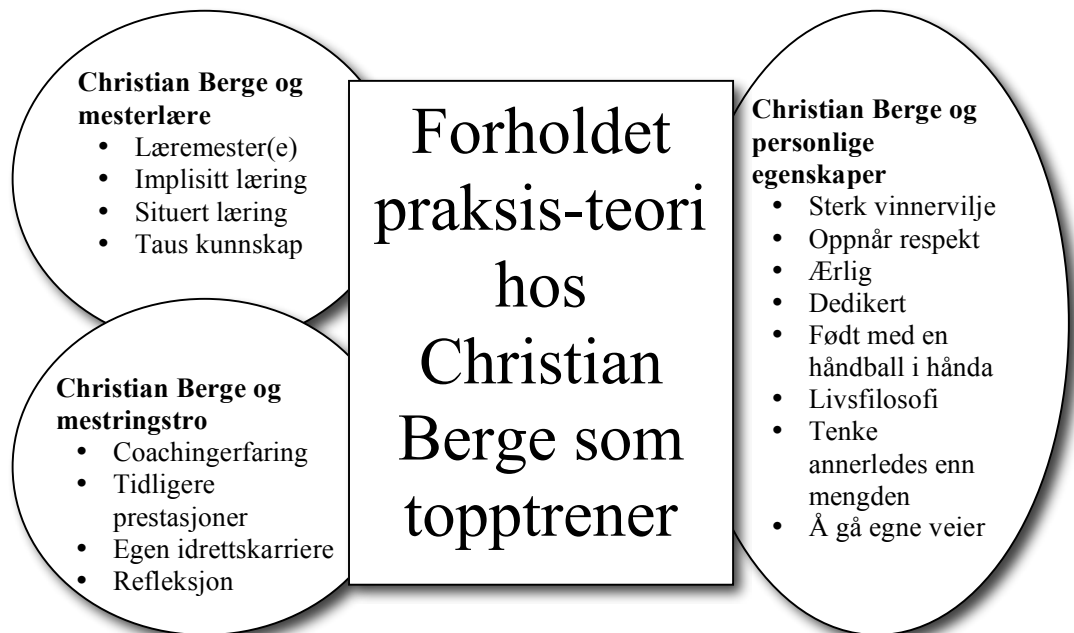 Christian Berge og
mesterlære
• Læremester(e)
• Implisitt læring
• Situert læring
• Taus kunnskap
Christian Berge og
mestringstro
• Coachingerfaring
• Tidligere
prestasjoner
• Egen idrettskarriere
• Refleksjon
Forholdet
praksis-teori
hos
Christian
Berge som
topptrener
Christian Berge og
personlige
egenskaper
• Sterk vinnervilje
• Oppnår respekt
• Ærlig
• Dedikert
• Født med en
håndball i hånda
• Livsfilosofi
• Tenke
annerledes enn
mengden
• Å gå egne veier